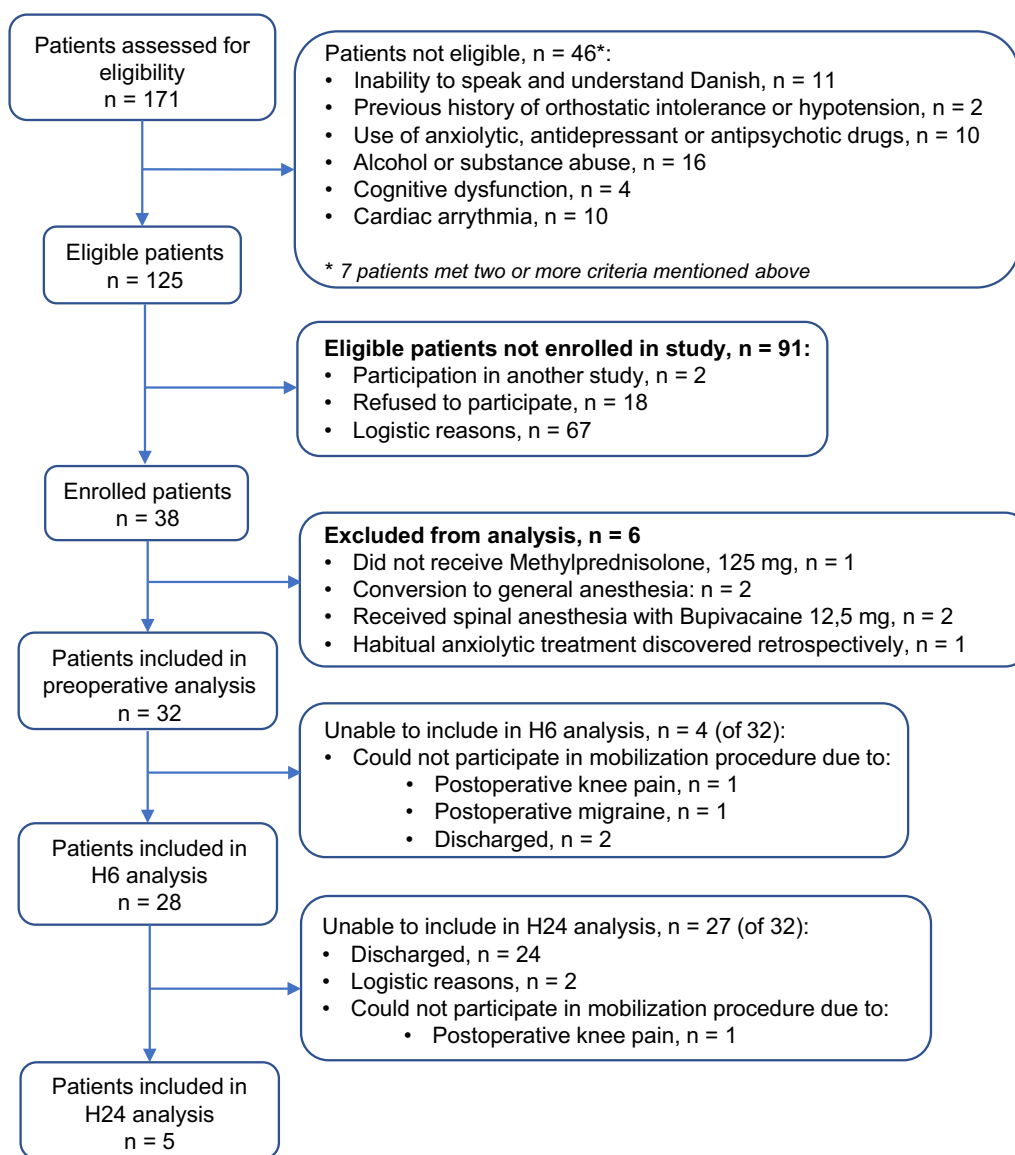 Patients assessed for
eligibility
n = 171
Patients not eligible, n = 46*:
• Inability to speak and understand Danish, n = 11
• Previous history of orthostatic intolerance or hypotension, n = 2
• Use of anxiolytic, antidepressant or antipsychotic drugs, n = 10
• Alcohol or substance abuse, n = 16
• Cognitive dysfunction, n = 4
• Cardiac arrythmia, n = 10
* 7 patients met two or more criteria mentioned above
Eligible patients
n = 125
Eligible patients not enrolled in study, n = 91:
• Participation in another study, n = 2
• Refused to participate, n = 18
• Logistic reasons, n = 67
Enrolled patients
n = 38
Excluded from analysis, n = 6
• Did not receive Methylprednisolone, 125 mg, n = 1
• Conversion to general anesthesia: n = 2
• Received spinal anesthesia with Bupivacaine 12,5 mg, n = 2
• Habitual anxiolytic treatment discovered retrospectively, n = 1
Patients included in
preoperative analysis
n = 32
Unable to include in H6 analysis, n = 4 (of 32):
• Could not participate in mobilization procedure due to:
• Postoperative knee pain, n = 1
• Postoperative migraine, n = 1
• Discharged, n = 2
Patients included in
H6 analysis
n = 28
Unable to include in H24 analysis, n = 27 (of 32):
• Discharged, n = 24
• Logistic reasons, n = 2
• Could not participate in mobilization procedure due to:
• Postoperative knee pain, n = 1
Patients included in
H24 analysis
n = 5